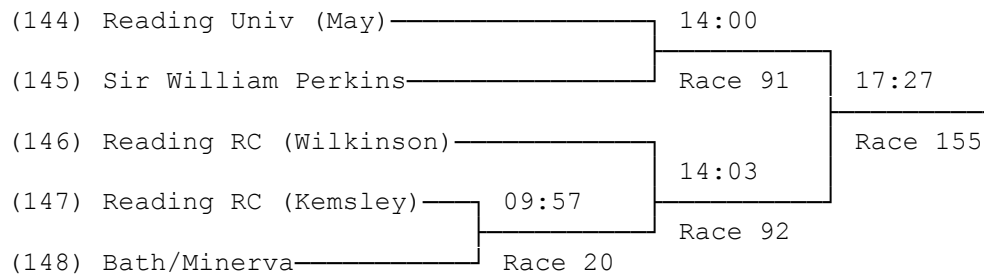 (144) Reading Univ (May) 14:00
(145) Sir William Perkins Race 91 17:27
(146) Reading RC (Wilkinson) Race 155
14:03
(147) Reading RC (Kemsley) 09:57
Race 92
(148) Bath/Minerva Race 20